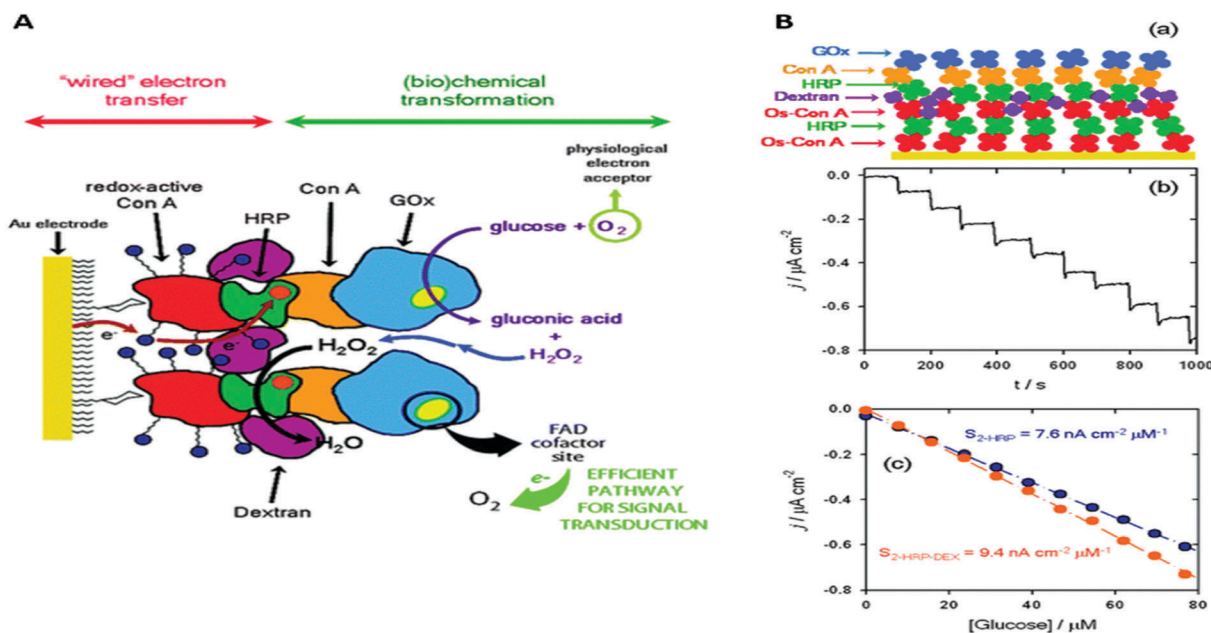 A
"wired" electron
transfer
(bio)chemical
transformation
physiological
electron
acceptor
redox-active
Con A
Con A
Au electrode
HRP
GOx
glucose + O₂
e⁻
e⁻
gluconic acid
+
H₂O₂
H₂O₂
H₂O
FAD
cofactor
site
e-
O₂
EFFICIENT
PATHWAY
FOR SIGNAL
TRANSDUCTION
Dextran
B
(a)
GOx
Con A
HRP
Dextran
Os-Con A
HRP
Os-Con A
(b)
0.0
-0.2
-0.4
-0.6
-0.8
j / μA cm⁻²
0 200 400 600 800 1000
t / s
(c)
0.0
-0.2
-0.4
-0.6
-0.8
j / μA cm⁻²
S₂₋HRP = 7.6 nA cm⁻² μM⁻¹
S₂₋HRP₋DEX = 9.4 nA cm⁻² μM⁻¹
0 20 40 60 80
[Glucose] / μM